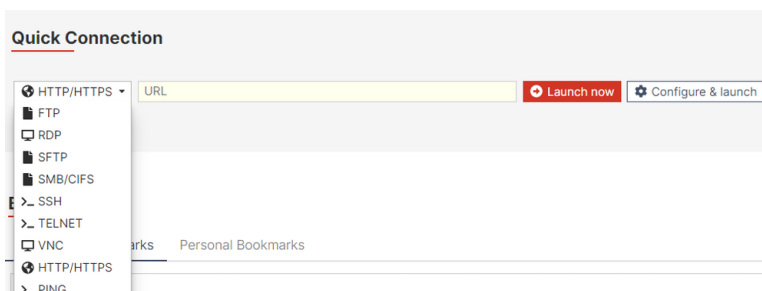 Quick Connection
HTTP/HTTPS URL Launch now Configure & launch
FTP
RDP
SFTP
SMB/CIFS
SSH
TELNET
VNC Personal Bookmarks
HTTP/HTTPS
PING